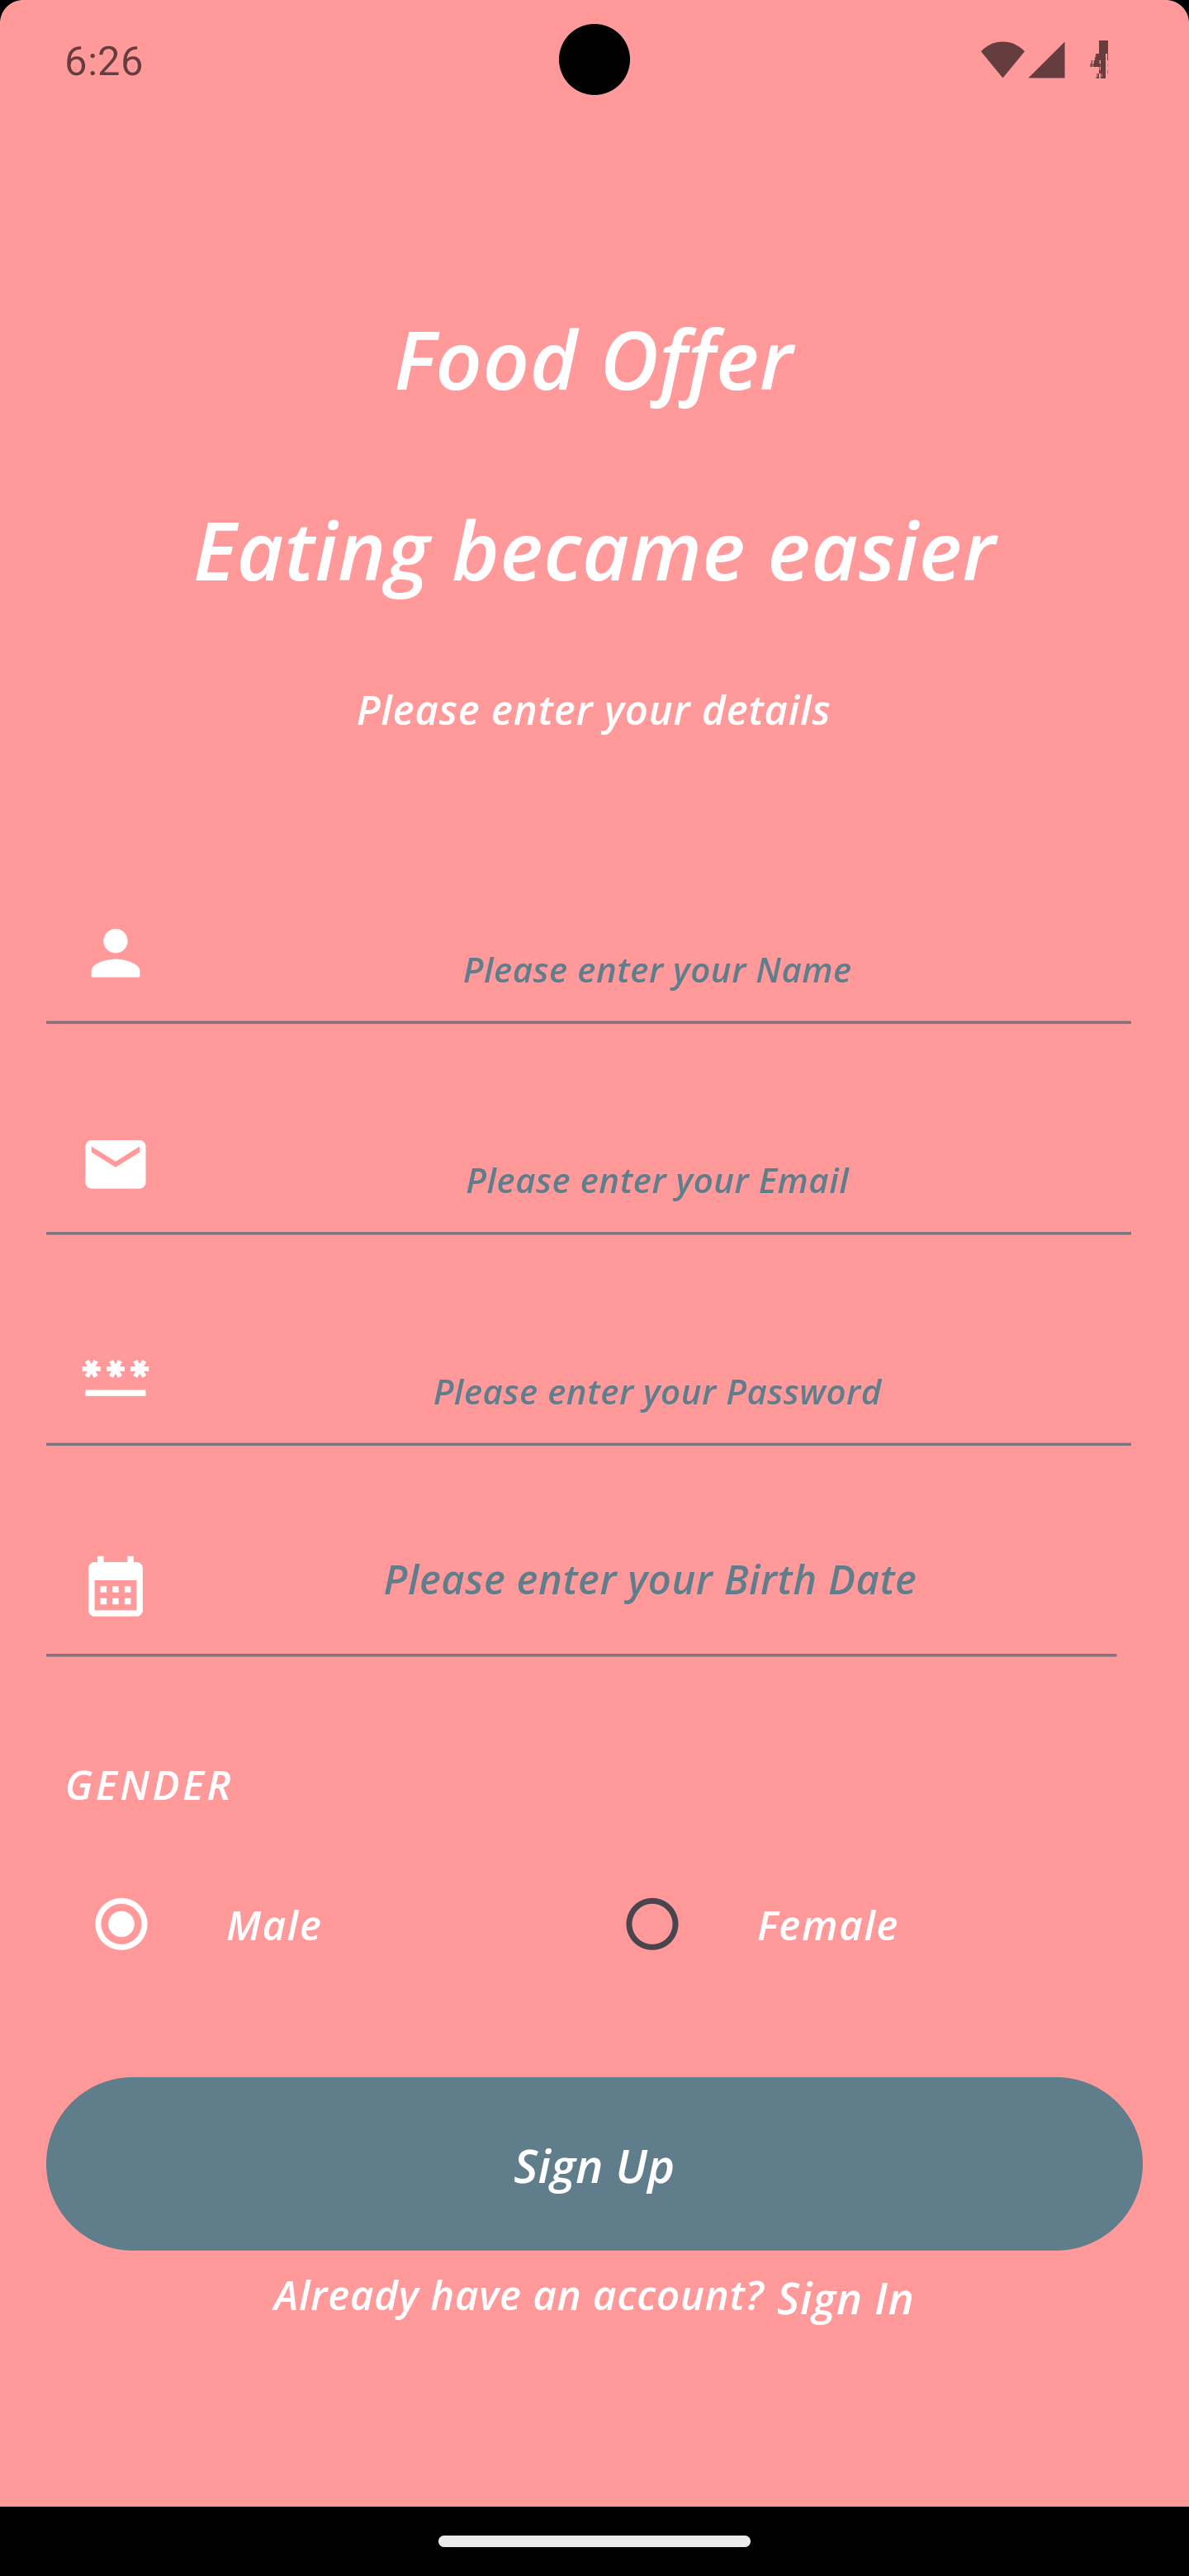 6:26
Food Offer
Eating became easier
Please enter your details
Please enter your Name
Please enter your Email
Please enter your Password
Please enter your Birth Date
GENDER
Male
Female
Sign Up
Already have an account? Sign In